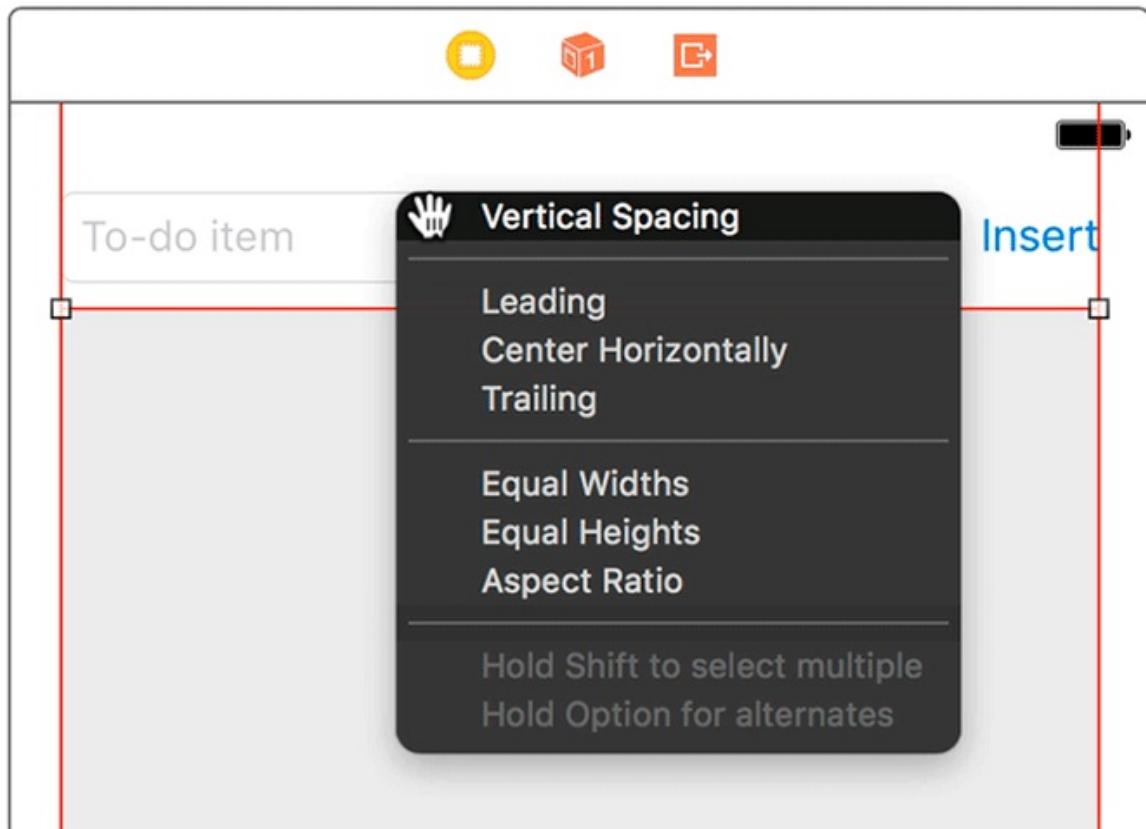 1
To-do item
Vertical Spacing
Insert
Leading
Center Horizontally
Trailing
Equal Widths
Equal Heights
Aspect Ratio
Hold Shift to select multiple
Hold Option for alternates